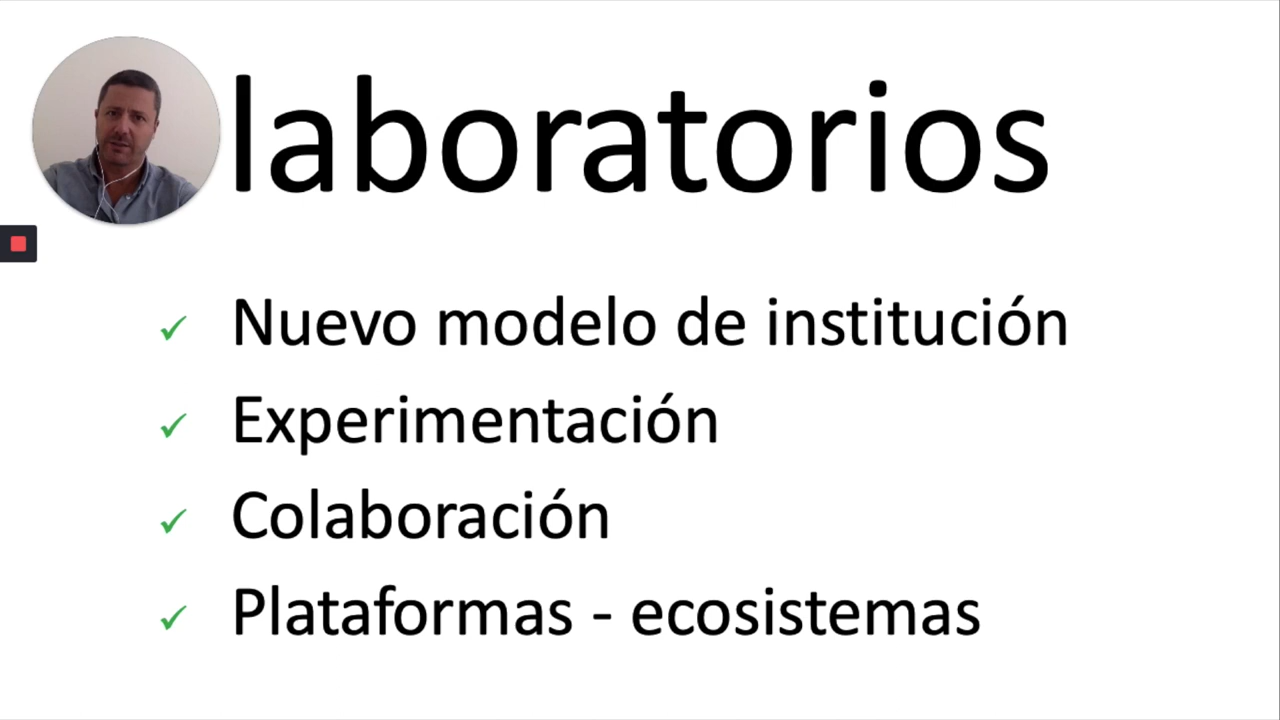 laboratorios
✓ Nuevo modelo de institución
✓ Experimentación
✓ Colaboración
✓ Plataformas - ecosistemas